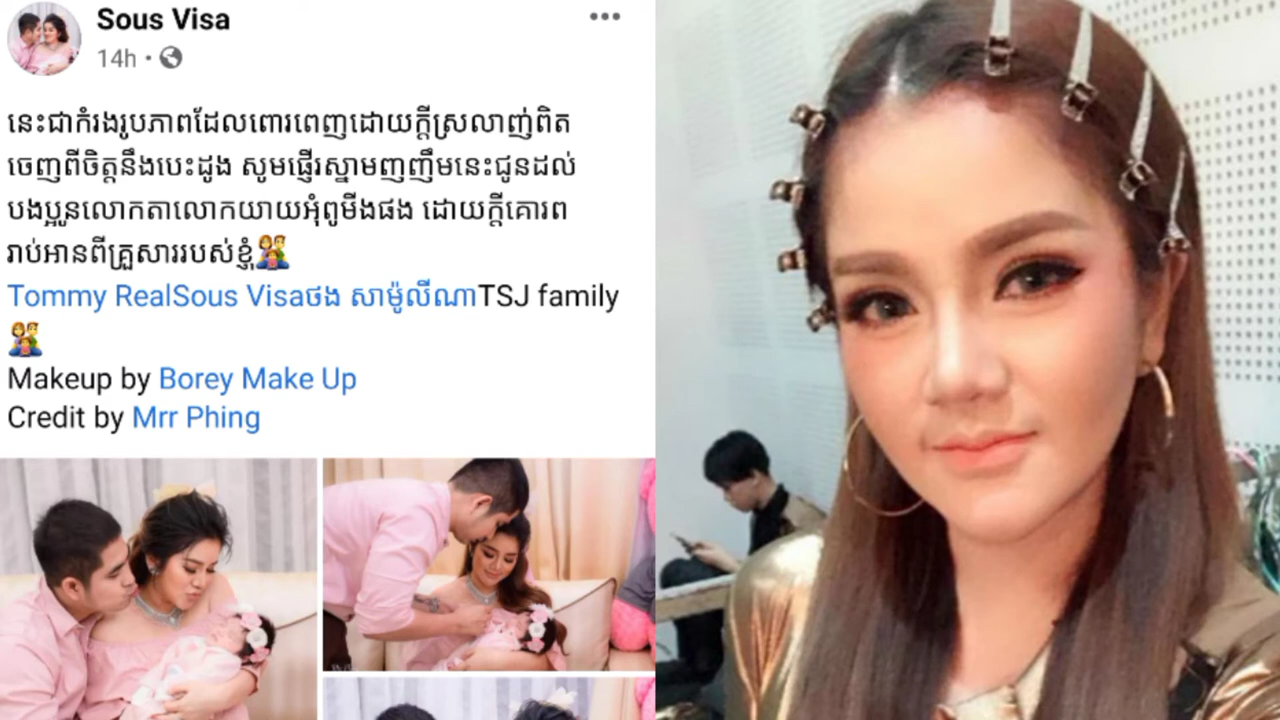 Sous Visa
14h
នេះជាកំរងរូបភាពដែលពោរពេញដោយក្ដីស្រលាញ់ពិត
ចេញពីចិត្តនឹងបេះដូង សូមផ្ញើរស្នាមញញឹមនេះជូនដល់
បងប្អូនលោកតាលោកយាយអុំពូមីងផង ដោយក្ដីគោរព
រាប់អានពីគ្រួសាររបស់ខ្ញុំ
Tommy RealSous Visaថង សាម៉ូលីណាTSJ family
Makeup by Borey Make Up
Credit by Mrr Phing